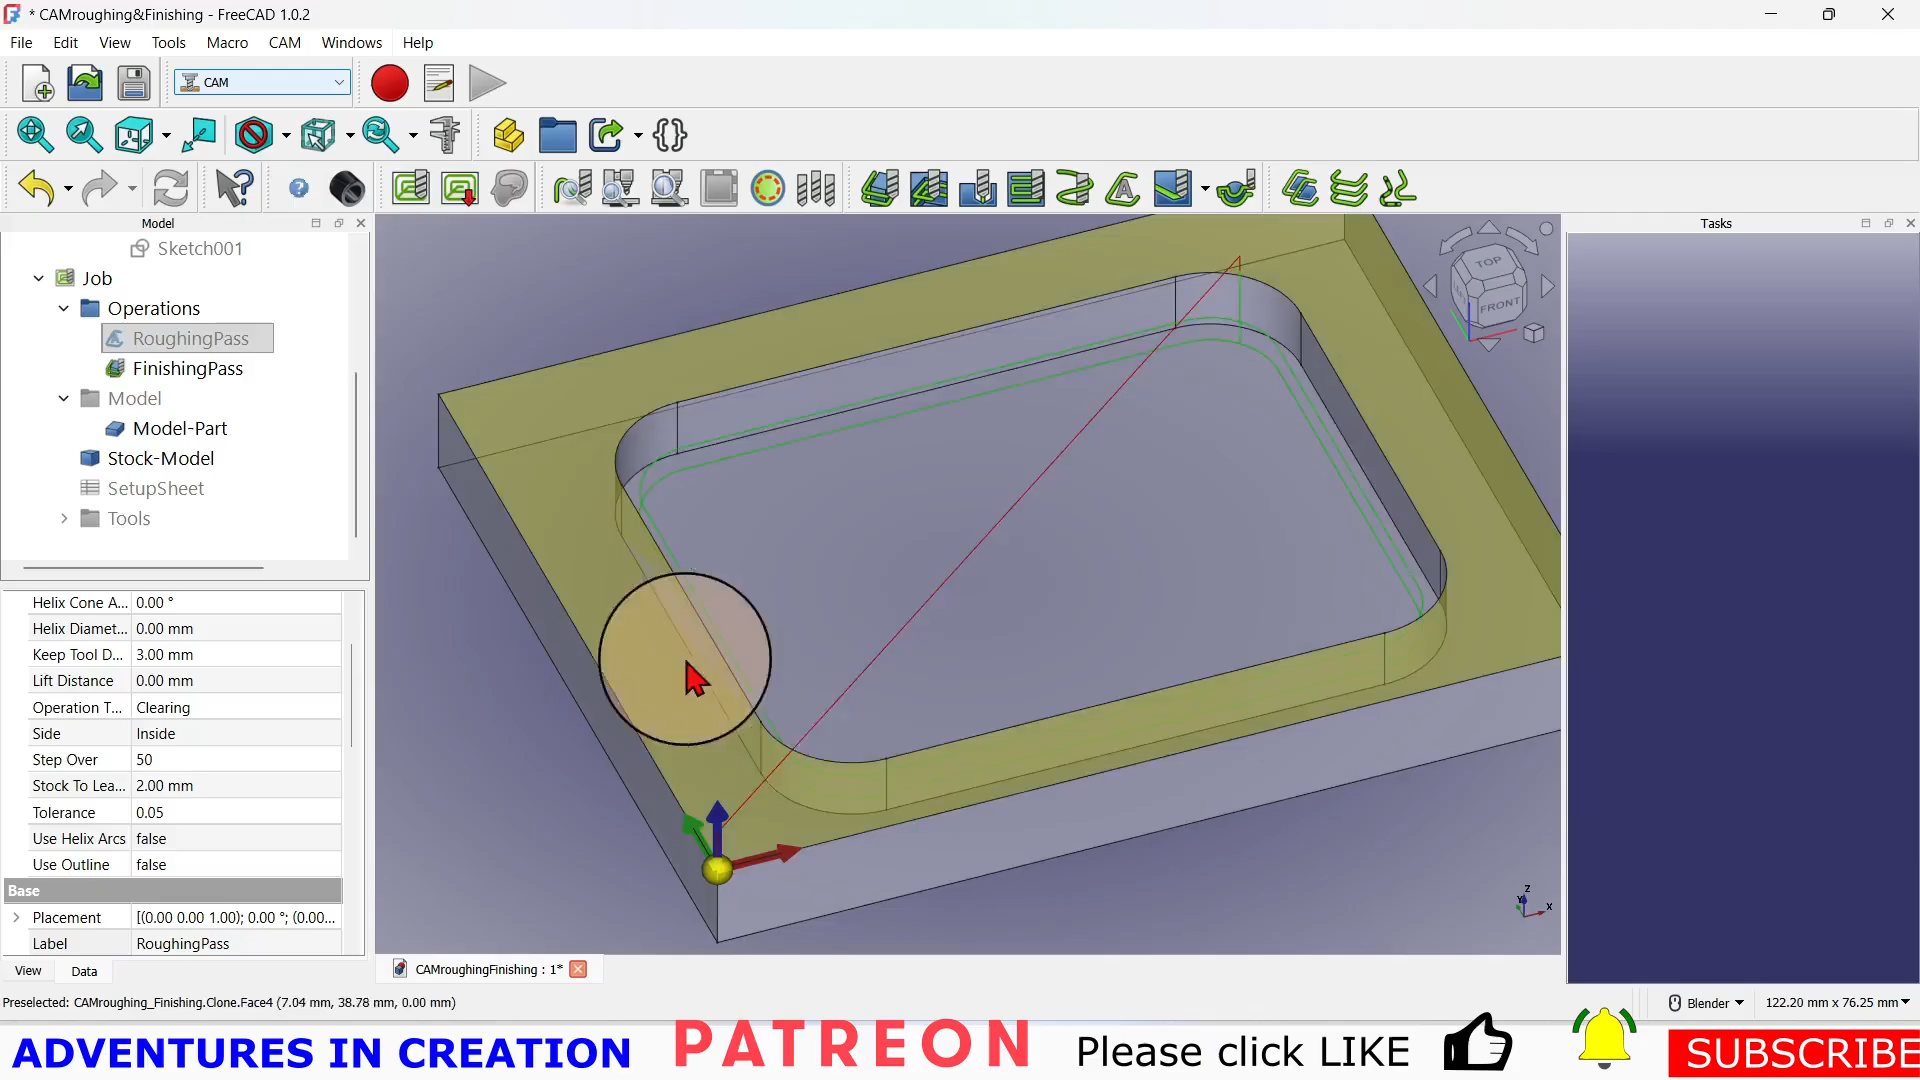 * CAMroughing&Finishing - FreeCAD 1.0.2
File Edit View Tools Macro CAM Windows Help
CAM
Model
Tasks
Sketch001
Job
Operations
RoughingPass
FinishingPass
Model
Model-Part
Stock-Model
SetupSheet
Tools
TOP
FRONT
Helix Cone A... 0.00 °
Helix Diamet... 0.00 mm
Keep Tool D... 3.00 mm
Lift Distance 0.00 mm
Operation T... Clearing
Side Inside
Step Over 50
Stock To Lea... 2.00 mm
Tolerance 0.05
Use Helix Arcs false
Use Outline false
Base
Placement [(0.00 0.00 1.00); 0.00 °; (0.00...
Label RoughingPass
View Data
Z
Y
X
CAMroughingFinishing : 1*
Preselected: CAMroughing_Finishing.Clone.Face4 (7.04 mm, 38.78 mm, 0.00 mm)
Blender
122.20 mm x 76.25 mm
ADVENTURES IN CREATION
PATREON
Please click LIKE
SUBSCRIBE